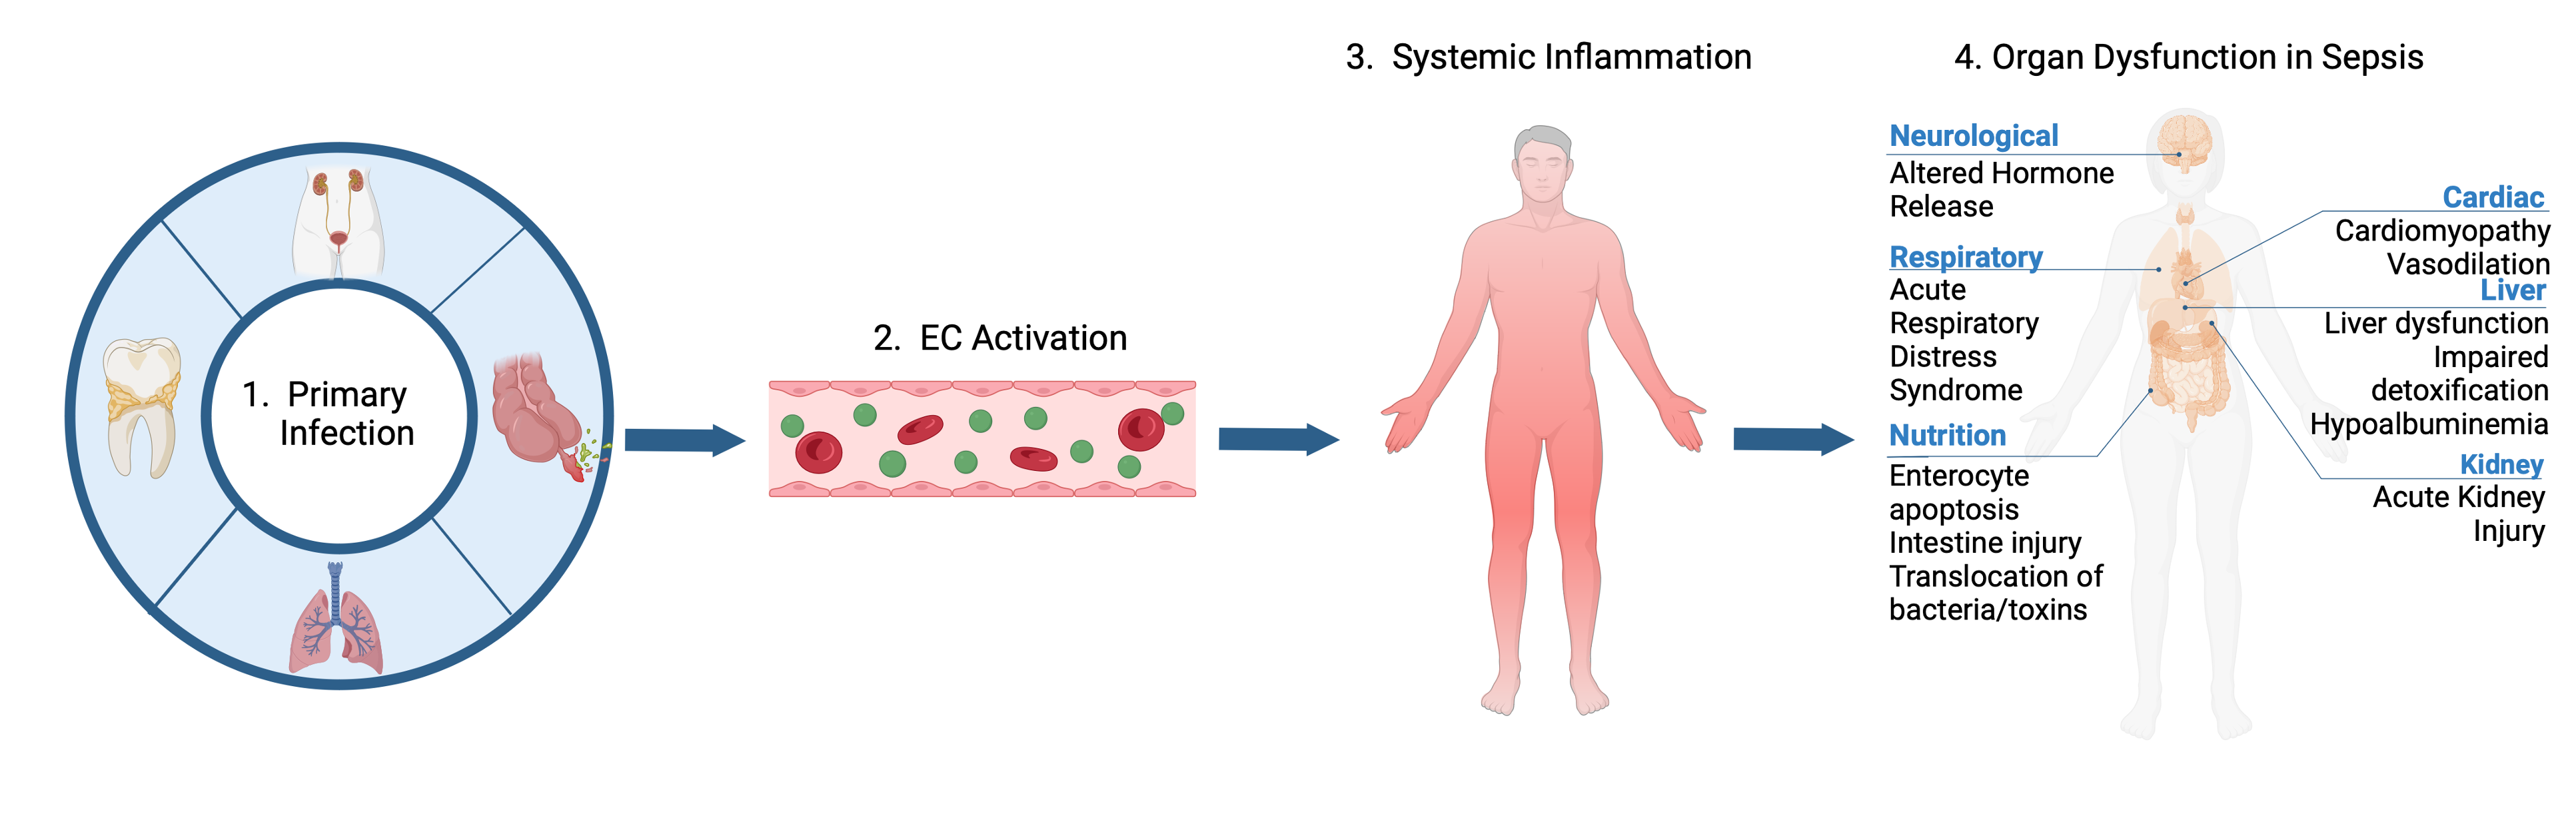 1. Primary
Infection
2. EC Activation
3. Systemic Inflammation
4. Organ Dysfunction in Sepsis
Neurological
Altered Hormone
Release
Respiratory
Acute
Respiratory
Distress
Syndrome
Nutrition
Enterocyte
apoptosis
Intestine injury
Translocation of
bacteria/toxins
Cardiac
Cardiomyopathy
Vasodilation
Liver
Liver dysfunction
Impaired
detoxification
Hypoalbuminemia
Kidney
Acute Kidney
Injury